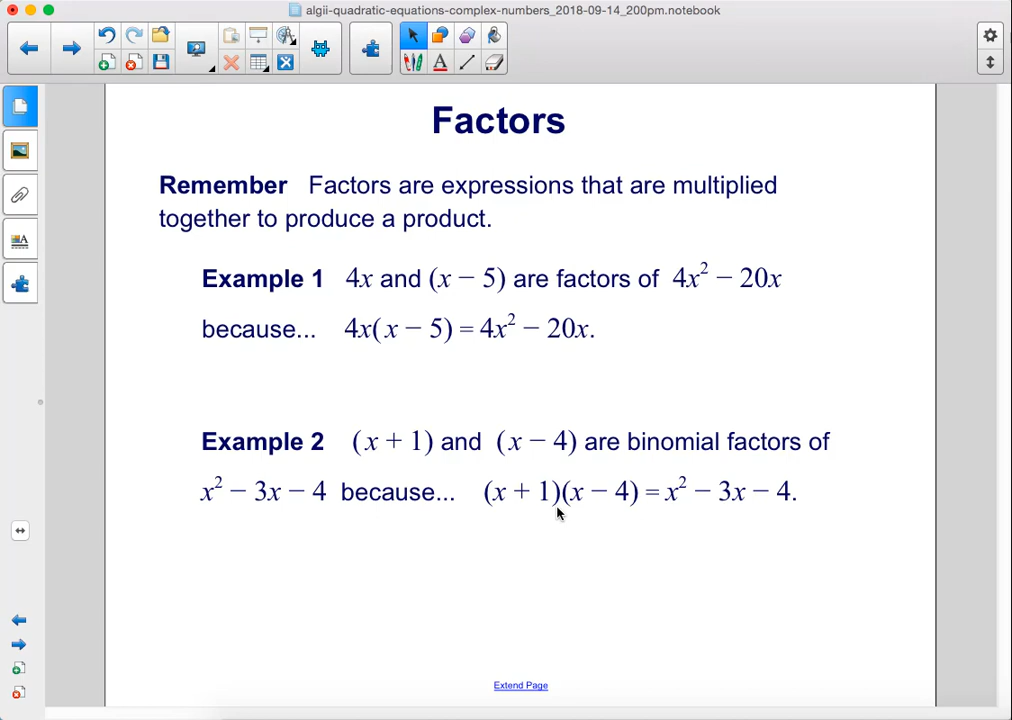 algii-quadratic-equations-complex-numbers_2018-09-14_200pm.notebook
Factors
Remember Factors are expressions that are multiplied
together to produce a product.
Example 1 4x and (x − 5) are factors of 4x² − 20x
because... 4x(x − 5) = 4x² − 20x.
Example 2 (x + 1) and (x − 4) are binomial factors of
x² − 3x − 4 because... (x + 1)(x − 4) = x² − 3x − 4.
Extend Page